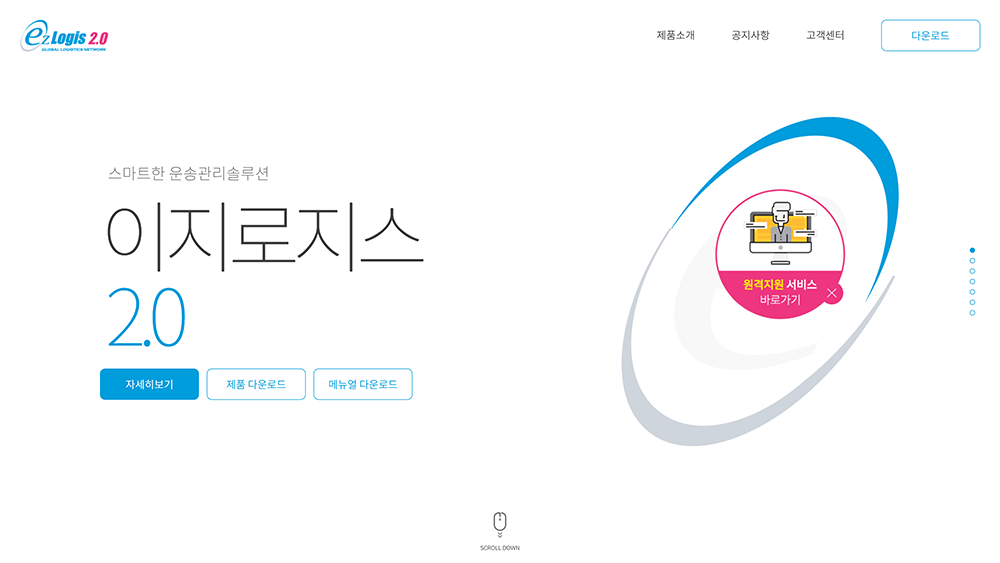 ez Logis 2.0
GLOBAL LOGISTICS NETWORK
제품소개
공지사항
고객센터
다운로드
스마트한 운송관리솔루션
이지로지스
2.0
자세히보기
제품 다운로드
메뉴얼 다운로드
원격지원 서비스
바로가기
SCROLL DOWN